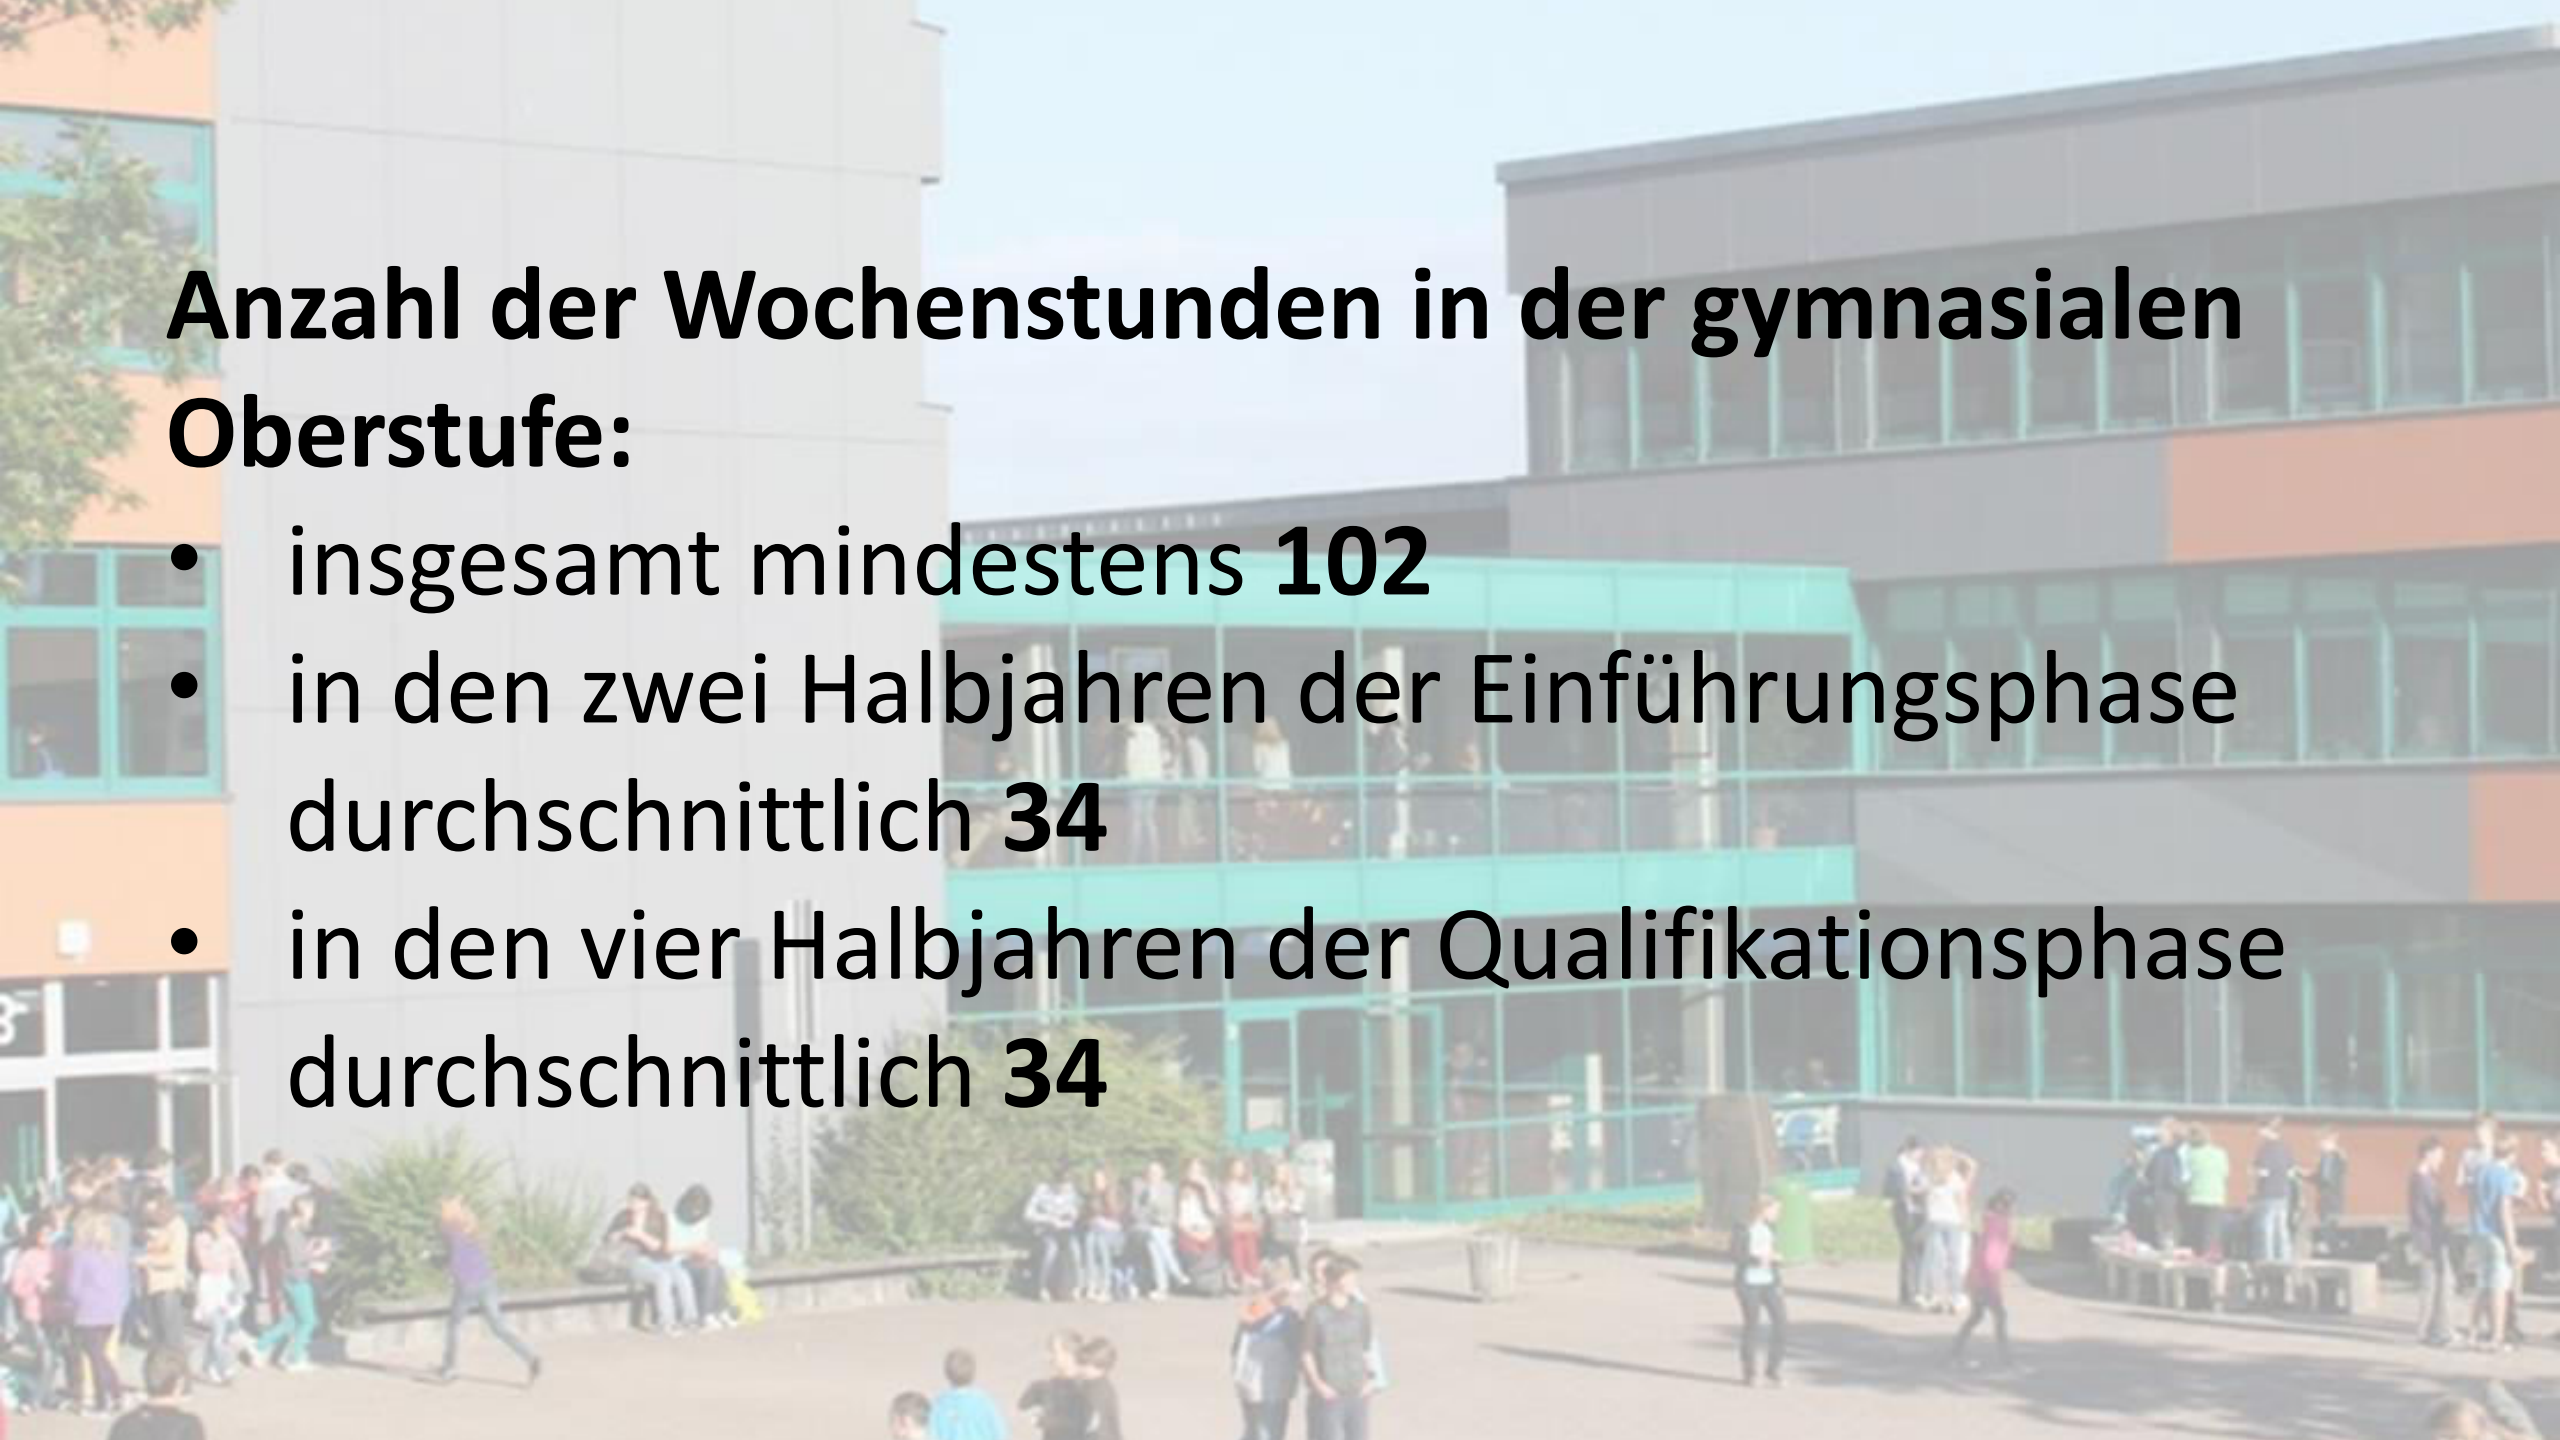 Anzahl der Wochenstunden in der gymnasialen
Oberstufe:
• insgesamt mindestens 102
• in den zwei Halbjahren der Einführungsphase
durchschnittlich 34
• in den vier Halbjahren der Qualifikationsphase
durchschnittlich 34